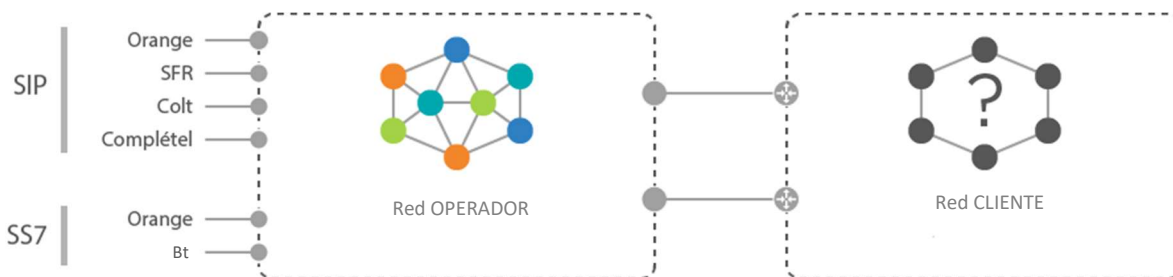 SIP
Orange
SFR
Colt
Complétel
SS7
Orange
Bt
Red OPERADOR
?
Red CLIENTE